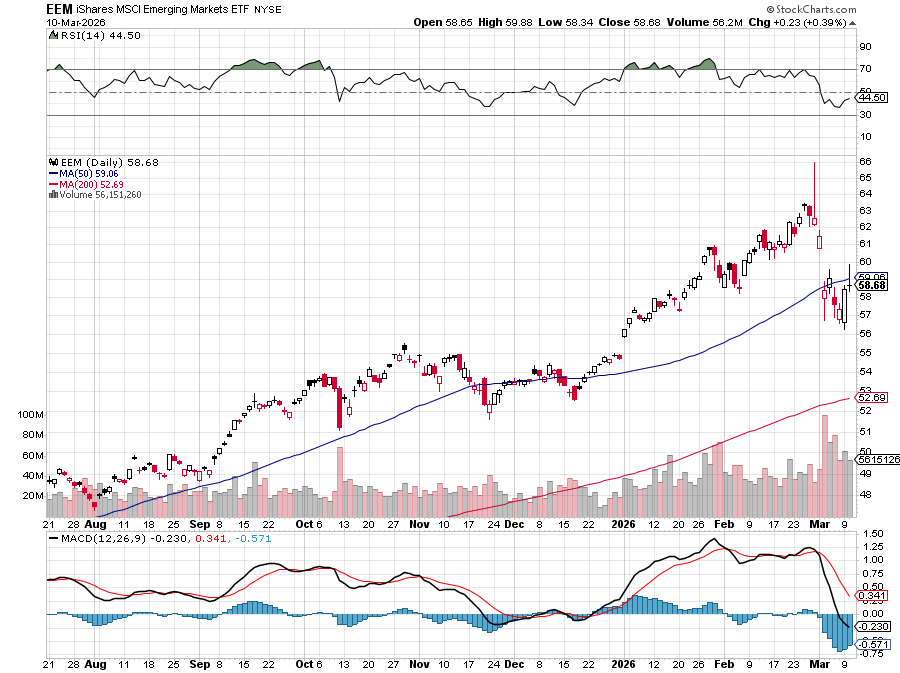 EEM iShares MSCI Emerging Markets ETF NYSE
© StockCharts.com
10-Mar-2026
Open 58.65 High 59.88 Low 58.34 Close 58.68 Volume 56.2M Chg +0.23 (+0.39%)
RSI(14) 44.50
90
70
50
44.50
30
10
EEM (Daily) 58.68
MA(50) 59.06
MA(200) 52.69
Volume 56,151,260
66
65
64
63
62
61
60
59.06
58.68
58
57
56
55
54
53
52.69
52
51
50
5615126
49
48
100M
80M
60M
40M
20M
21 28 Aug 11 18 25 Sep 8 15 22 Oct 6 13 20 27 Nov 10 17 24 Dec 8 15 22 2026 12 20 26 Feb 9 17 23 Mar 9
MACD(12,26,9) -0.230, 0.341, -0.571
1.50
1.25
1.00
0.75
0.50
0.341
0.25
0.00
-0.230
-0.571
-0.75
21 28 Aug 11 18 25 Sep 8 15 22 Oct 6 13 20 27 Nov 10 17 24 Dec 8 15 22 2026 12 20 26 Feb 9 17 23 Mar 9